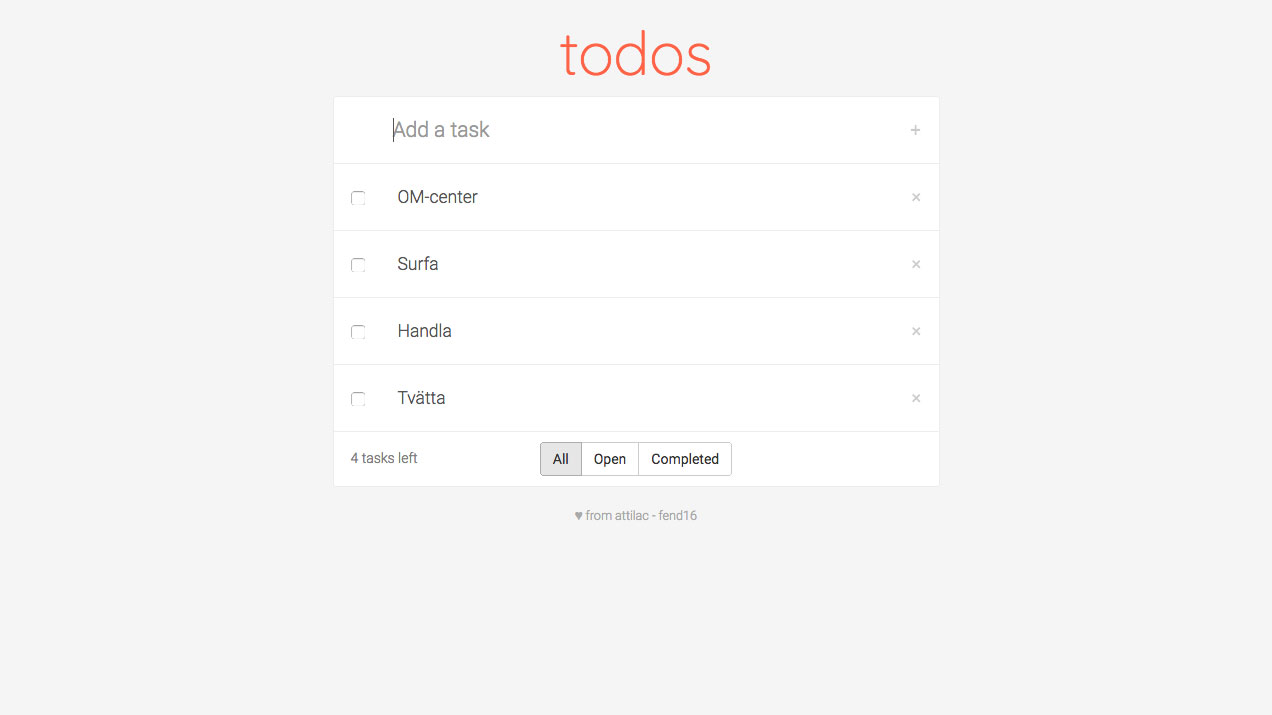 todos
Add a task +
OM-center ×
Surfa ×
Handla ×
Tvätta ×
4 tasks left All Open Completed
♥ from attilac - fend16